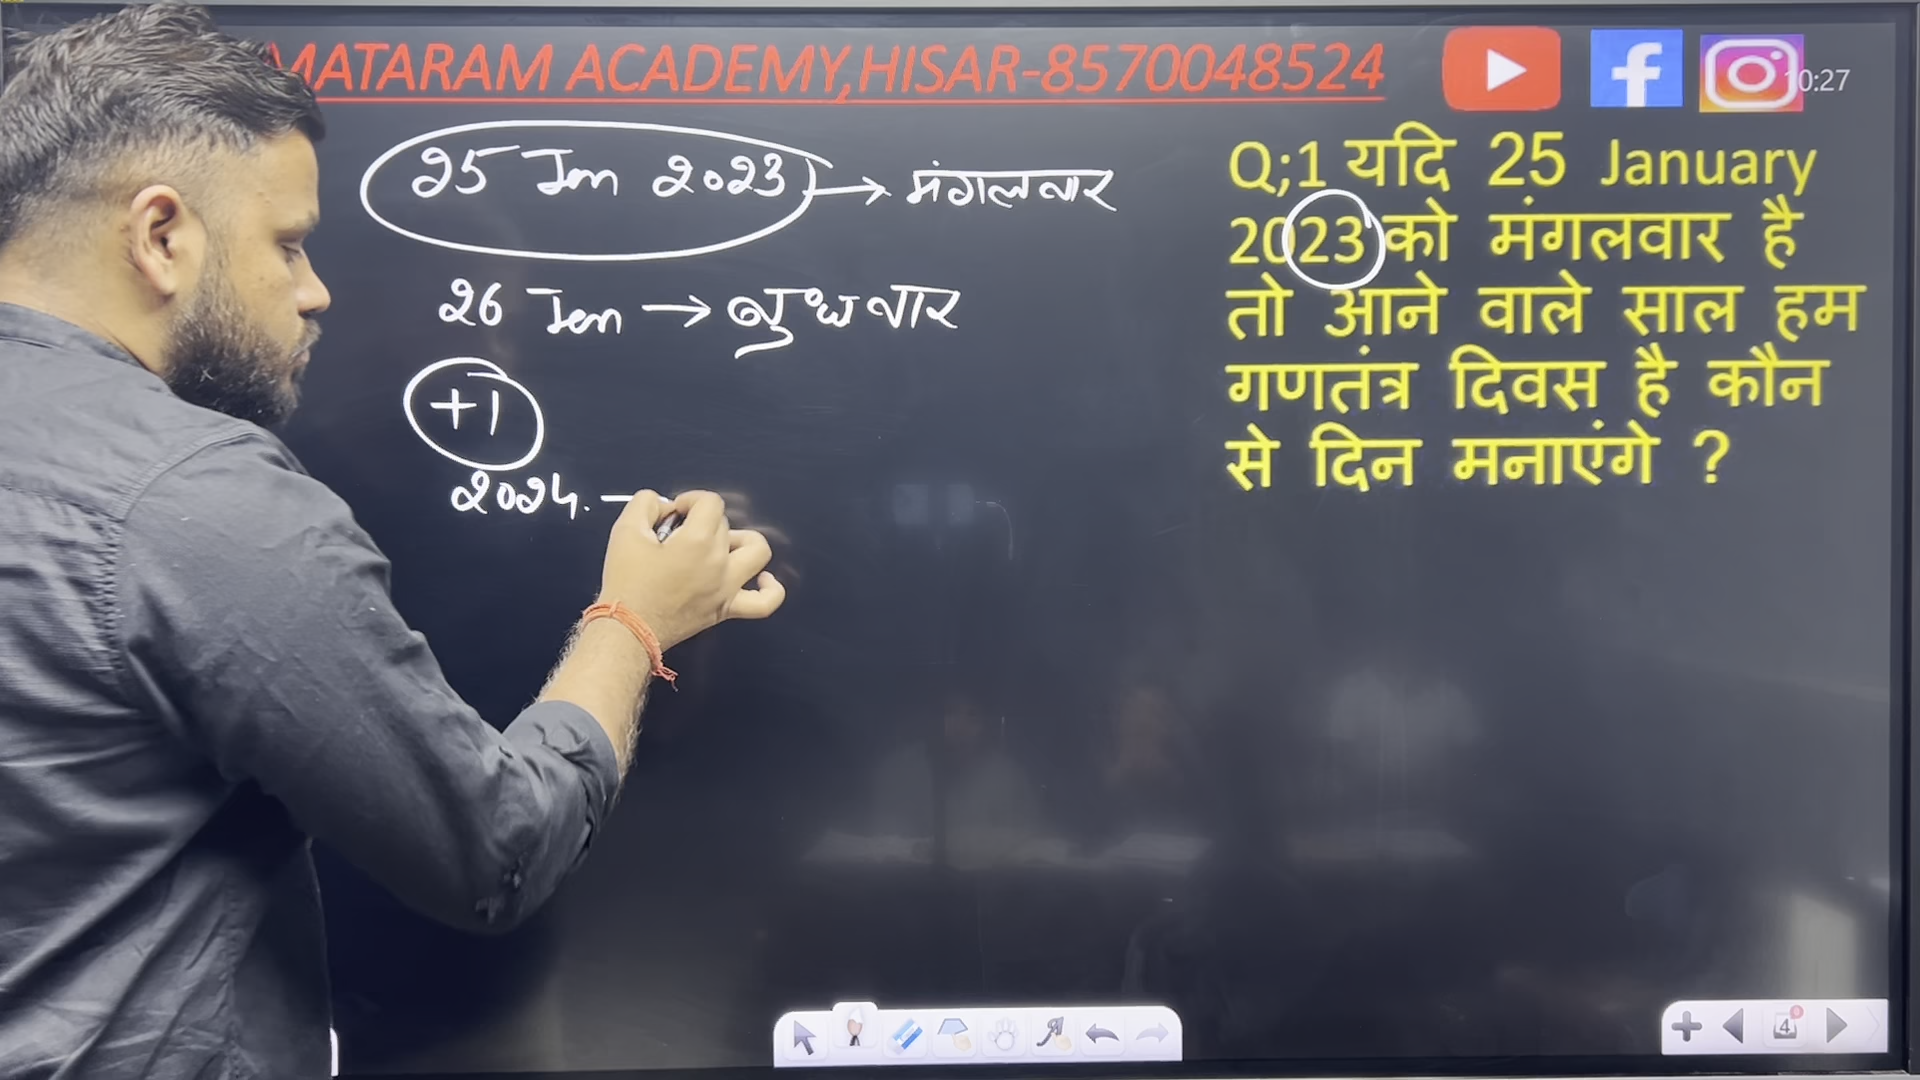 MATARAM ACADEMY,HISAR-8570048524
10:27
25 Jan 2023 → मंगलवार
26 Jan → बुधवार
+1
2024.
Q;1 यदि 25 January
2023 को मंगलवार है
तो आने वाले साल हम
गणतंत्र दिवस है कौन
से दिन मनाएंगे ?
4